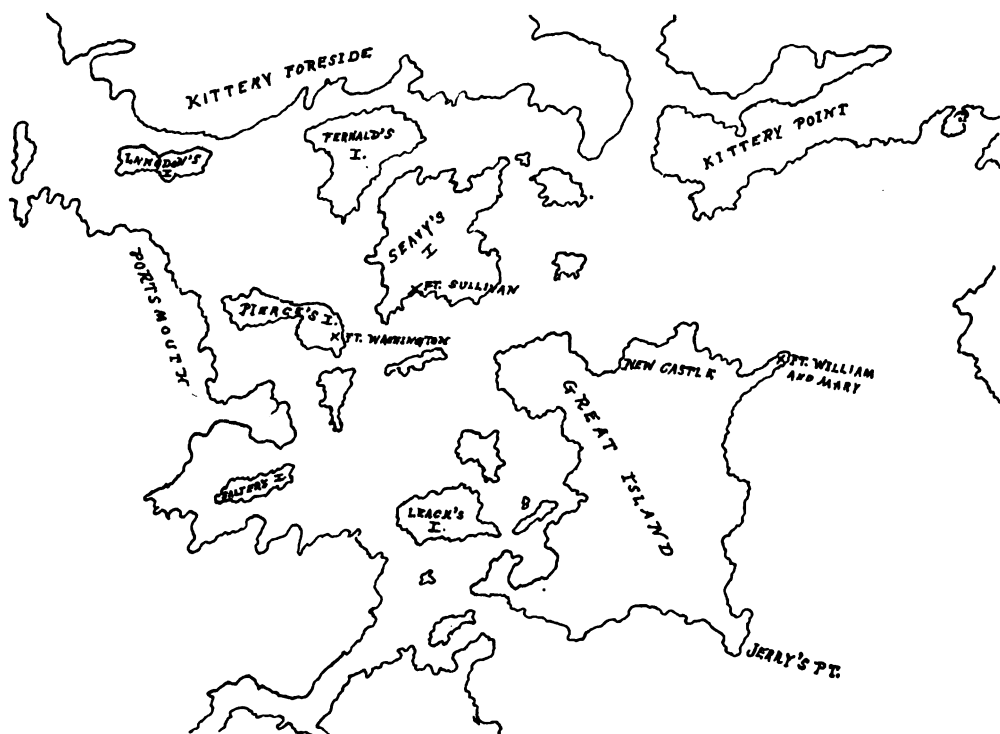 KITTERY FORESIDE
KITTERY POINT
FERNALD'S
I.
LANGDON'S
I
SEAVY'S
I
FT. SULLIVAN
PORTSMOUTH
PIERCE'S I.
FT. WASHINGTON
NEW CASTLE
FT. WILLIAM
AND MARY
GREAT ISLAND
LEACK'S
I.
JERRY'S PT.